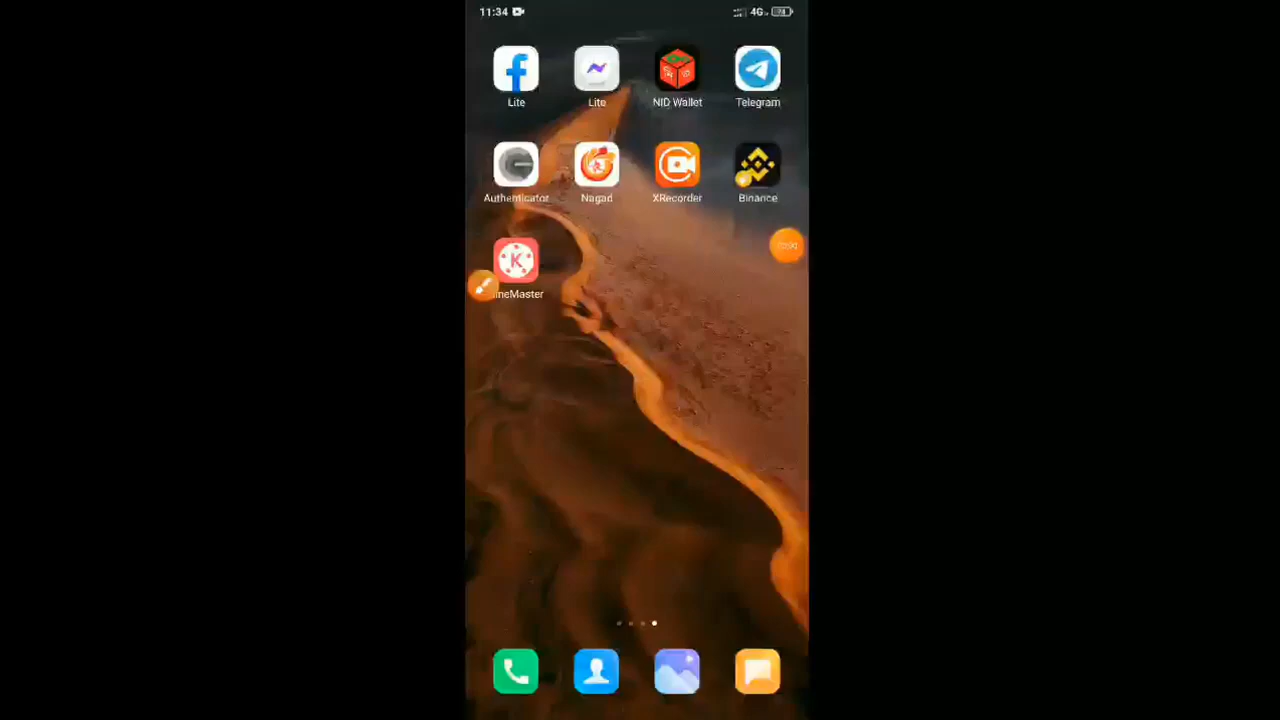 11:34
4G
Lite
Lite
NID Wallet
Telegram
Authenticator
Nagad
XRecorder
Binance
ineMaster